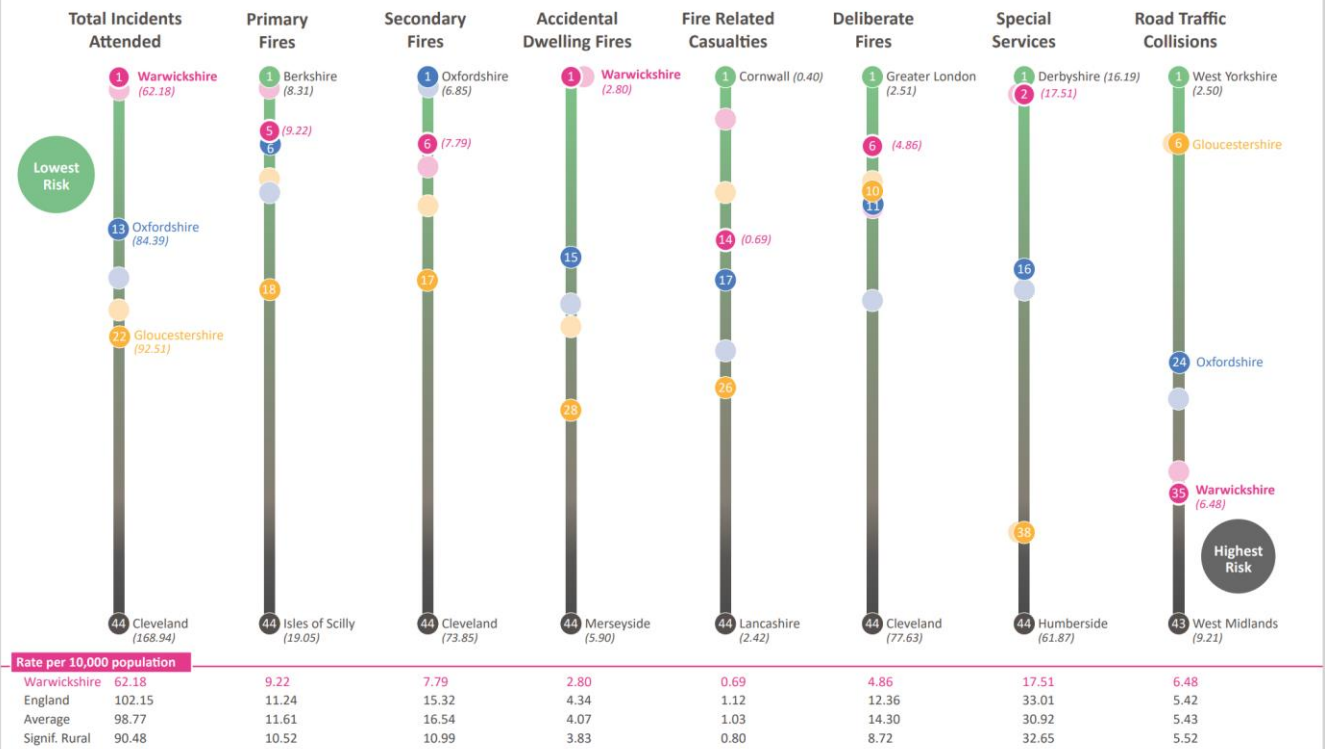 Total Incidents
Attended
Primary
Fires
Secondary
Fires
Accidental
Dwelling Fires
Fire Related
Casualties
Deliberate
Fires
Special
Services
Road Traffic
Collisions
Lowest
Risk
1 Warwickshire
(62.18)
13 Oxfordshire
(84.39)
22 Gloucestershire
(92.51)
44 Cleveland
(168.94)
1 Berkshire
(8.31)
5 (9.22)
6
18
44 Isles of Scilly
(19.05)
1 Oxfordshire
(6.85)
6 (7.79)
17
44 Cleveland
(73.85)
1 Warwickshire
(2.80)
15
28
44 Merseyside
(5.90)
1 Cornwall (0.40)
14 (0.69)
17
26
44 Lancashire
(2.42)
1 Greater London
(2.51)
6 (4.86)
10
11
44 Cleveland
(77.63)
1 Derbyshire (16.19)
2 (17.51)
16
38
44 Humberside
(61.87)
1 West Yorkshire
(2.50)
6 Gloucestershire
24 Oxfordshire
35 Warwickshire
(6.48)
43 West Midlands
(9.21)
Highest
Risk
Rate per 10,000 population
Warwickshire 62.18 9.22 7.79 2.80 0.69 4.86 17.51 6.48
England 102.15 11.24 15.32 4.34 1.12 12.36 33.01 5.42
Average 98.77 11.61 16.54 4.07 1.03 14.30 30.92 5.43
Signif. Rural 90.48 10.52 10.99 3.83 0.80 8.72 32.65 5.52